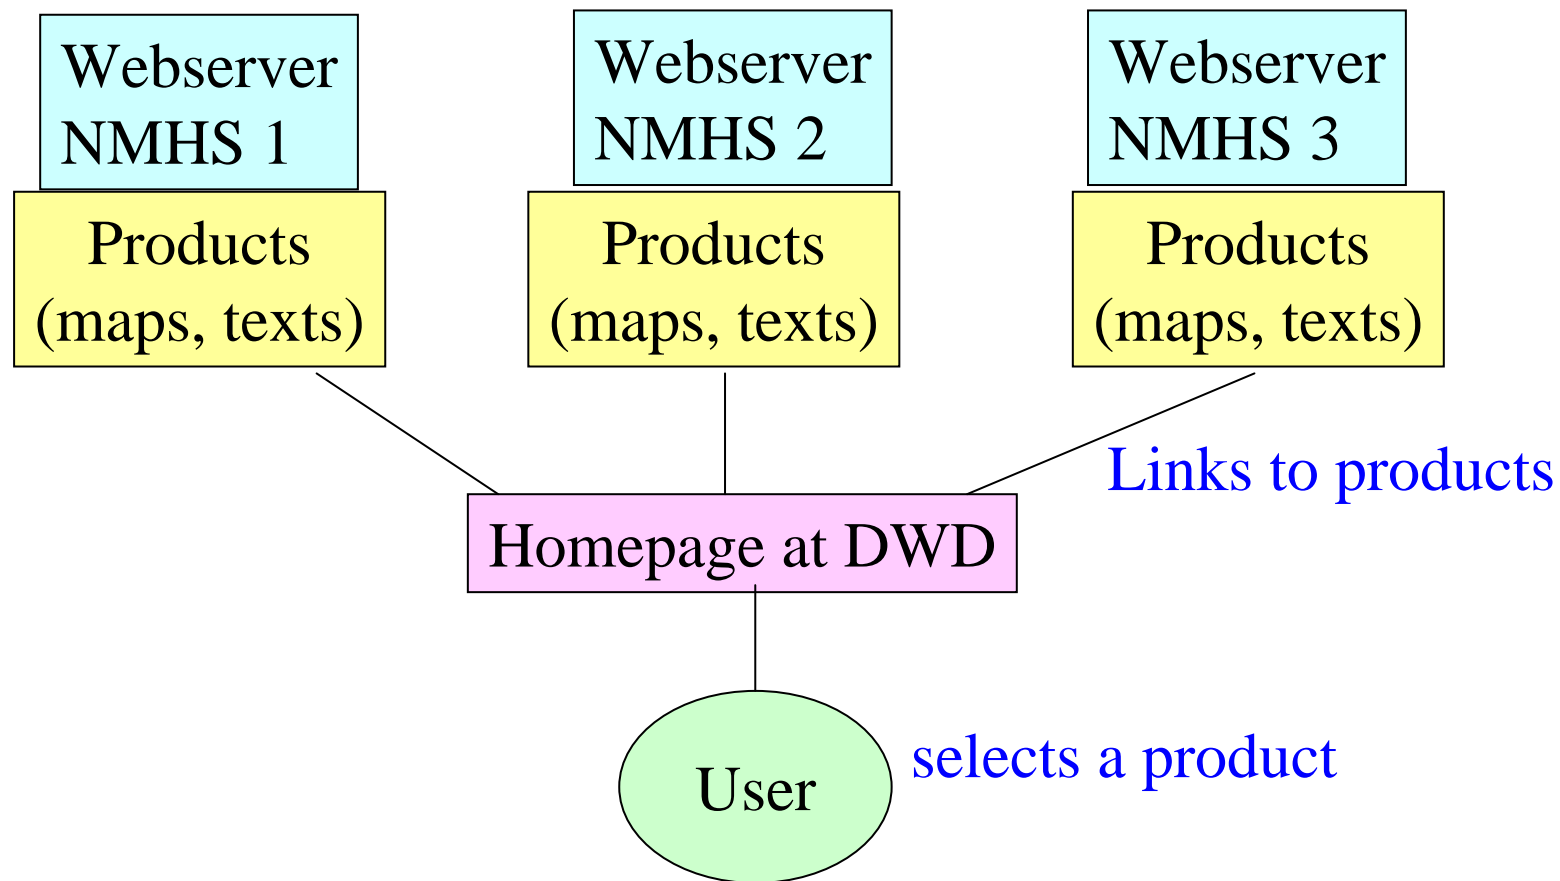 Webserver
NMHS 1
Webserver
NMHS 2
Webserver
NMHS 3
Products
(maps, texts)
Products
(maps, texts)
Products
(maps, texts)
Links to products
Homepage at DWD
selects a product
User